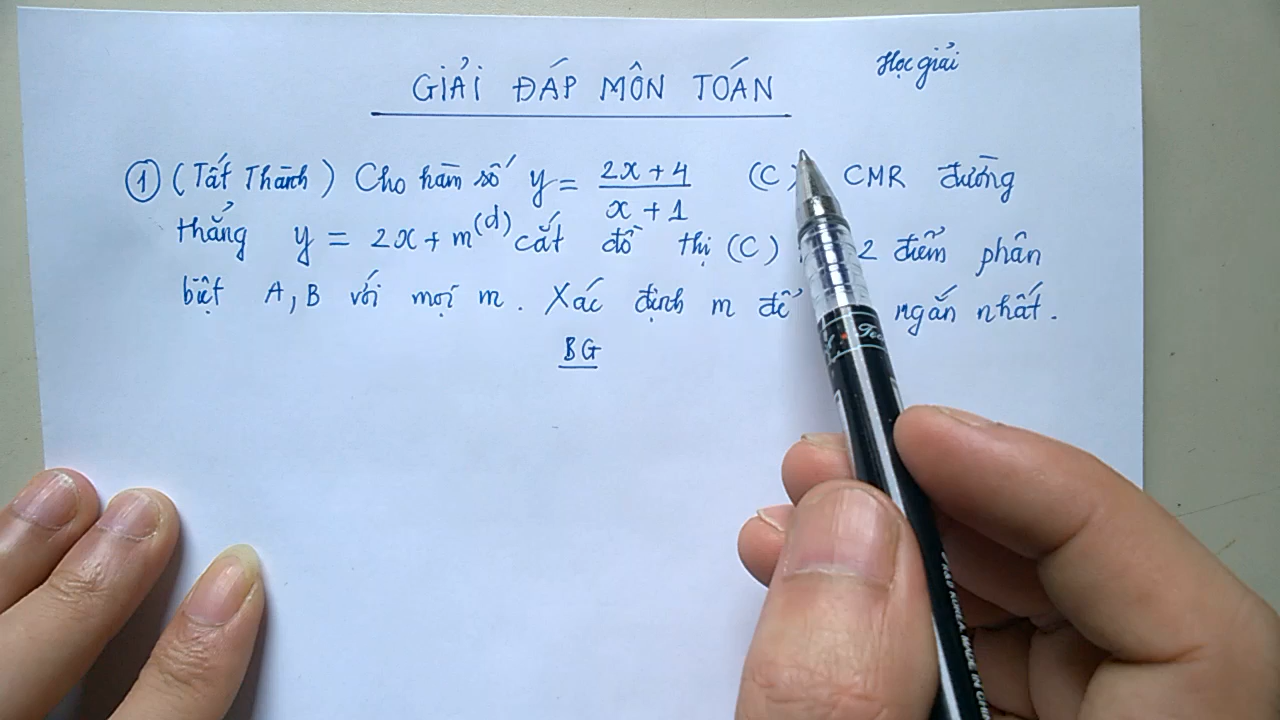 Học giải
GIẢI ĐÁP MÔN TOÁN
① (Tất Thành) Cho hàm số y = (2x + 4)/(x + 1) (C) CMR đường
thẳng y = 2x + m (d) cắt đồ thị (C) 2 điểm phân
biệt A, B với mọi m. Xác định m để ngắn nhất.
BG